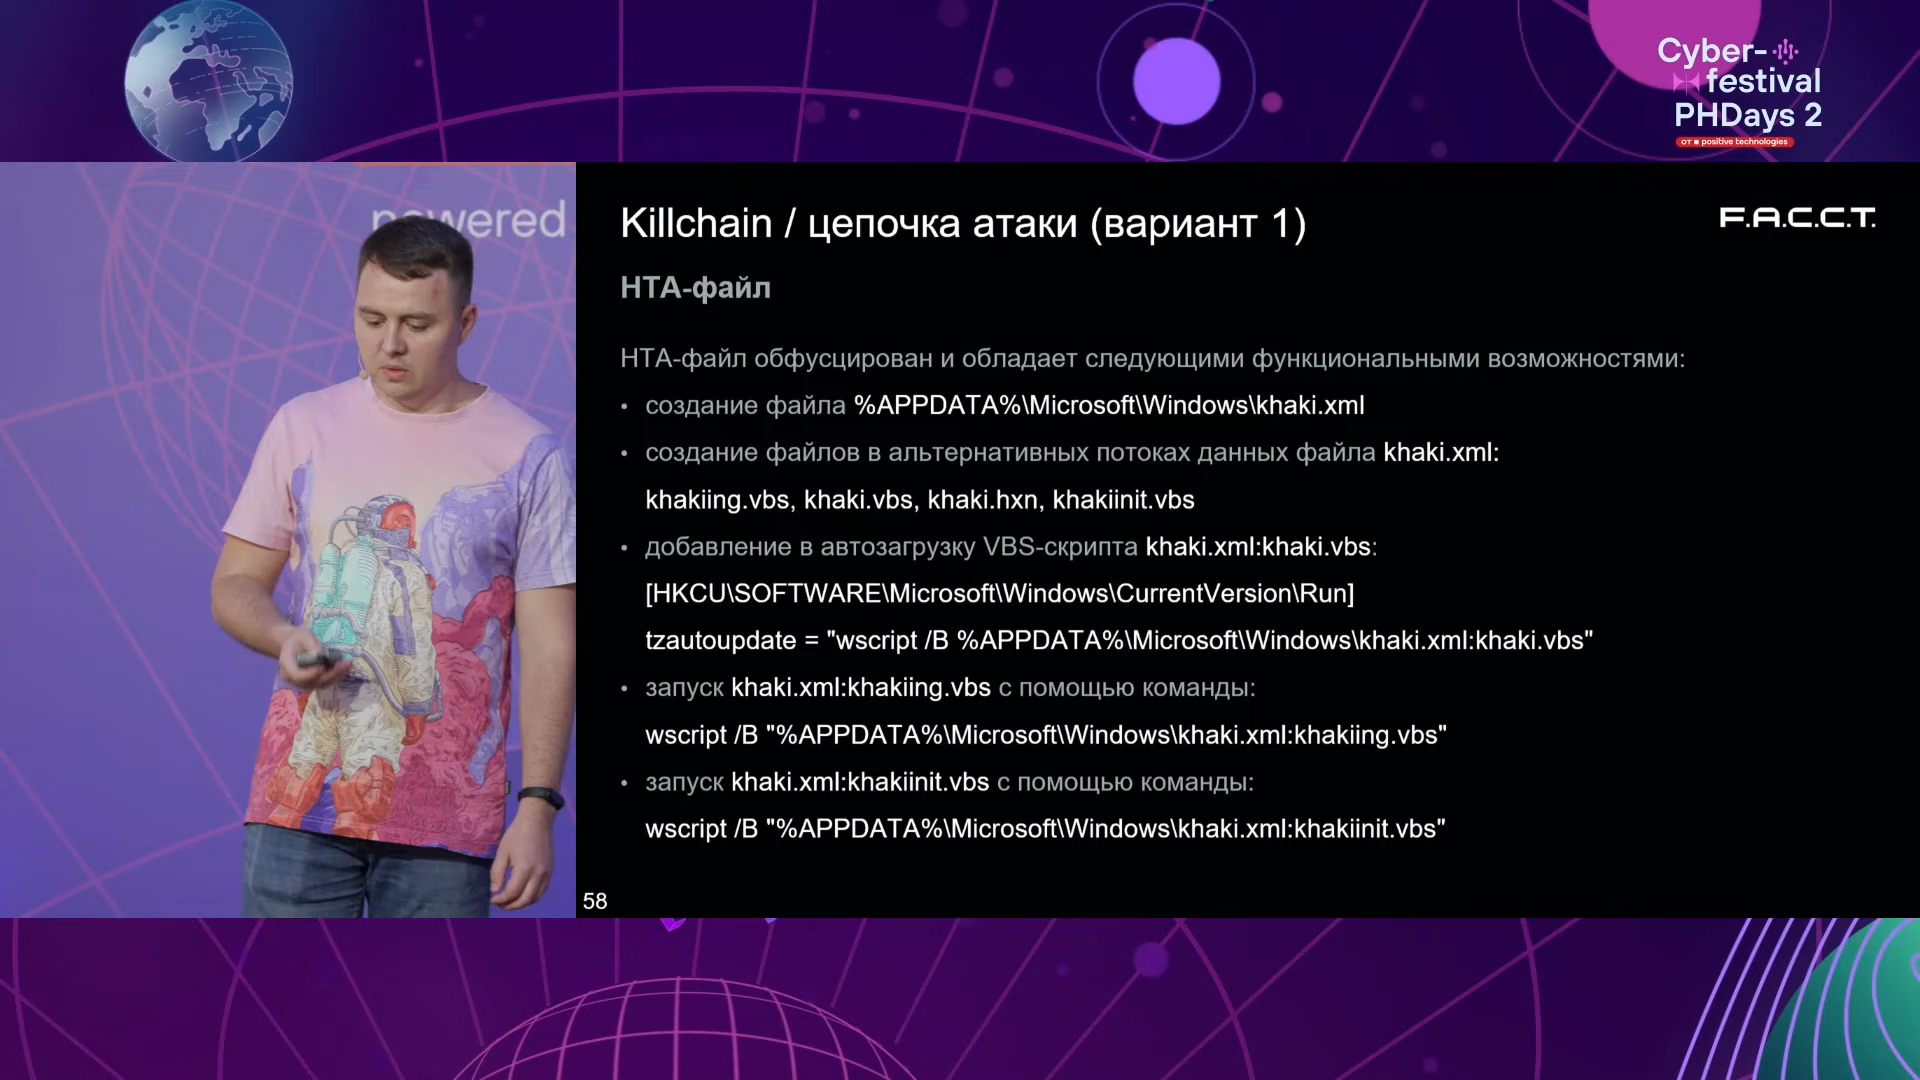 Cyber-
festival
PHDays 2
от positive technologies
powered
Killchain / цепочка атаки (вариант 1)
F.A.C.C.T.
HTA-файл
HTA-файл обфусцирован и обладает следующими функциональными возможностями:
• создание файла %APPDATA%\Microsoft\Windows\khaki.xml
• создание файлов в альтернативных потоках данных файла khaki.xml:
khakiing.vbs, khaki.vbs, khaki.hxn, khakiinit.vbs
• добавление в автозагрузку VBS-скрипта khaki.xml:khaki.vbs:
[HKCU\SOFTWARE\Microsoft\Windows\CurrentVersion\Run]
tzautoupdate = "wscript /B %APPDATA%\Microsoft\Windows\khaki.xml:khaki.vbs"
• запуск khaki.xml:khakiing.vbs с помощью команды:
wscript /B "%APPDATA%\Microsoft\Windows\khaki.xml:khakiing.vbs"
• запуск khaki.xml:khakiinit.vbs с помощью команды:
wscript /B "%APPDATA%\Microsoft\Windows\khaki.xml:khakiinit.vbs"
58